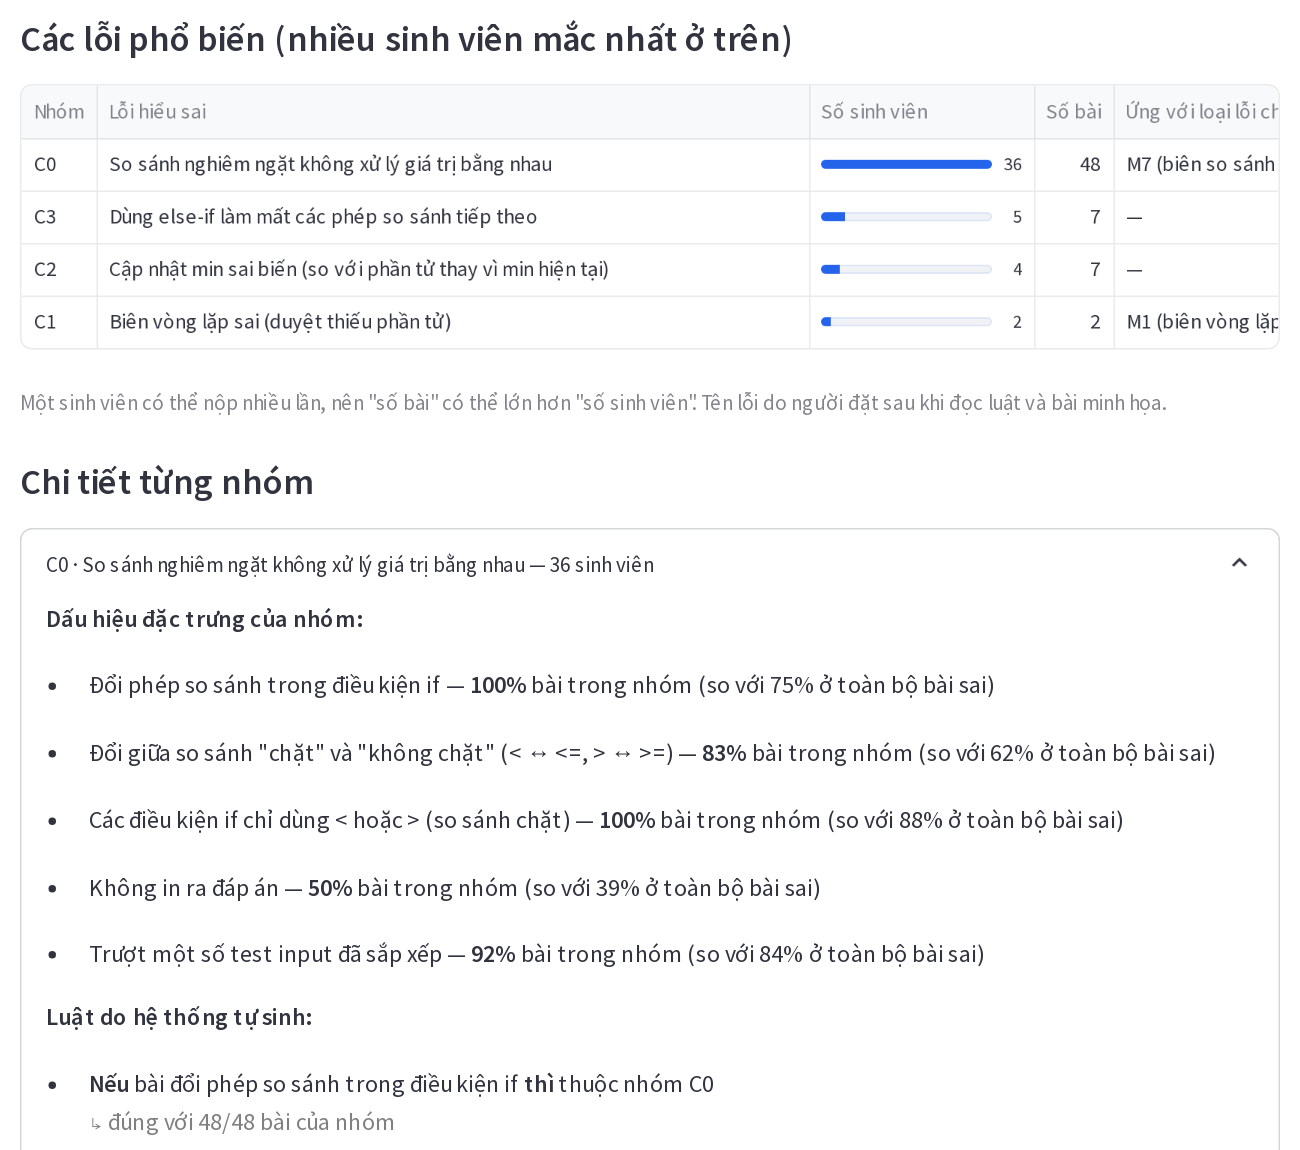 Các lỗi phổ biến (nhiều sinh viên mắc nhất ở trên)
Nhóm Lỗi hiểu sai Số sinh viên Số bài Ứng với loại lỗi ch
C0 So sánh nghiêm ngặt không xử lý giá trị bằng nhau 36 48 M7 (biên so sánh
C3 Dùng else-if làm mất các phép so sánh tiếp theo 5 7 —
C2 Cập nhật min sai biến (so với phần tử thay vì min hiện tại) 4 7 —
C1 Biên vòng lặp sai (duyệt thiếu phần tử) 2 2 M1 (biên vòng lặp
Một sinh viên có thể nộp nhiều lần, nên "số bài" có thể lớn hơn "số sinh viên". Tên lỗi do người đặt sau khi đọc luật và bài minh họa.
Chi tiết từng nhóm
C0 · So sánh nghiêm ngặt không xử lý giá trị bằng nhau — 36 sinh viên
Dấu hiệu đặc trưng của nhóm:
• Đổi phép so sánh trong điều kiện if — 100% bài trong nhóm (so với 75% ở toàn bộ bài sai)
• Đổi giữa so sánh "chặt" và "không chặt" (< ↔ <=, > ↔ >=) — 83% bài trong nhóm (so với 62% ở toàn bộ bài sai)
• Các điều kiện if chỉ dùng < hoặc > (so sánh chặt) — 100% bài trong nhóm (so với 88% ở toàn bộ bài sai)
• Không in ra đáp án — 50% bài trong nhóm (so với 39% ở toàn bộ bài sai)
• Trượt một số test input đã sắp xếp — 92% bài trong nhóm (so với 84% ở toàn bộ bài sai)
Luật do hệ thống tự sinh:
• Nếu bài đổi phép so sánh trong điều kiện if thì thuộc nhóm C0
↳ đúng với 48/48 bài của nhóm